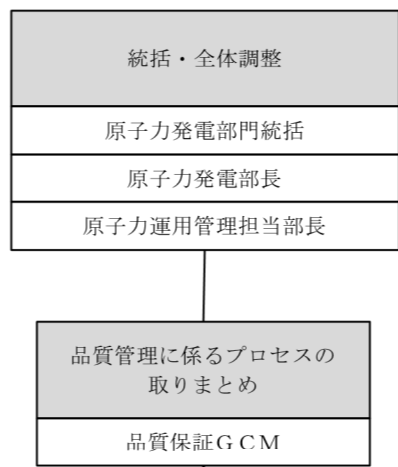 統括・全体調整
原子力発電部門統括
原子力発電部長
原子力運用管理担当部長
品質管理に係るプロセスの
取りまとめ
品質保証ＧＣＭ